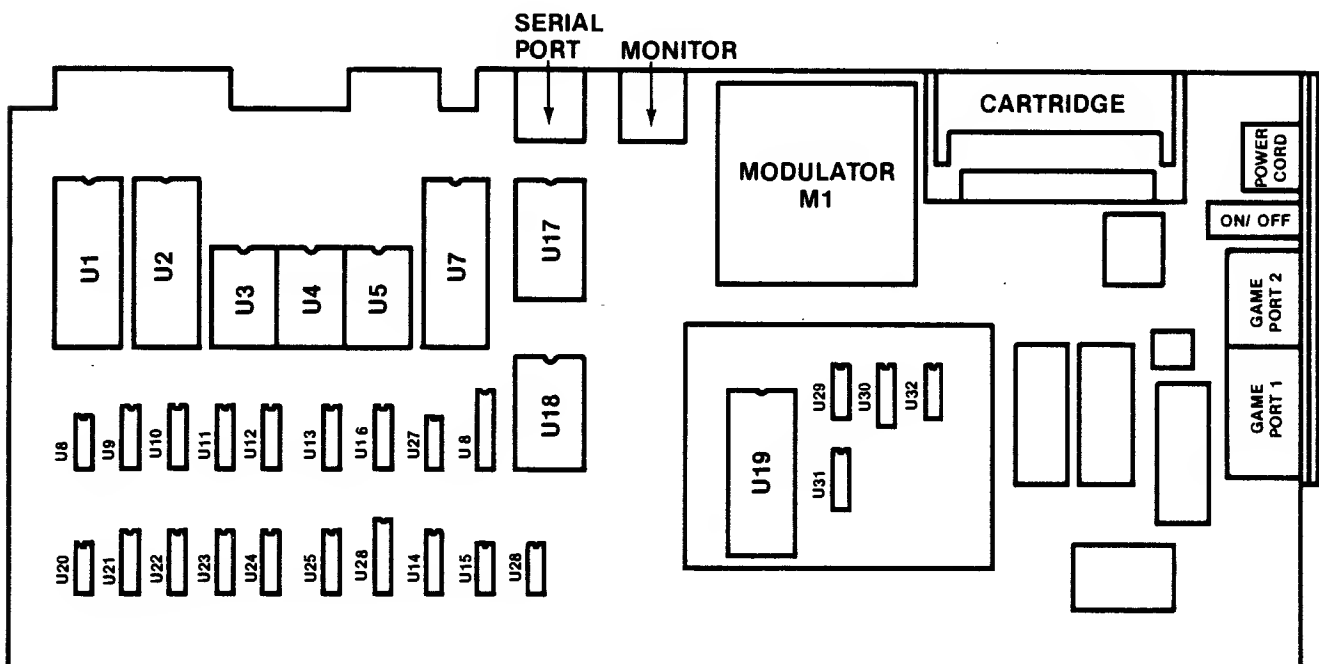 SERIAL
PORT
MONITOR
CARTRIDGE
POWER
CORD
MODULATOR
M1
ON/ OFF
U1
U2
U3
U4
U5
U7
U17
GAME
PORT 2
GAME
PORT 1
U8
U9
U10
U11
U12
U13
U16
U27
U8
U18
U19
U29
U30
U32
U31
U20
U21
U22
U23
U24
U25
U28
U14
U15
U28